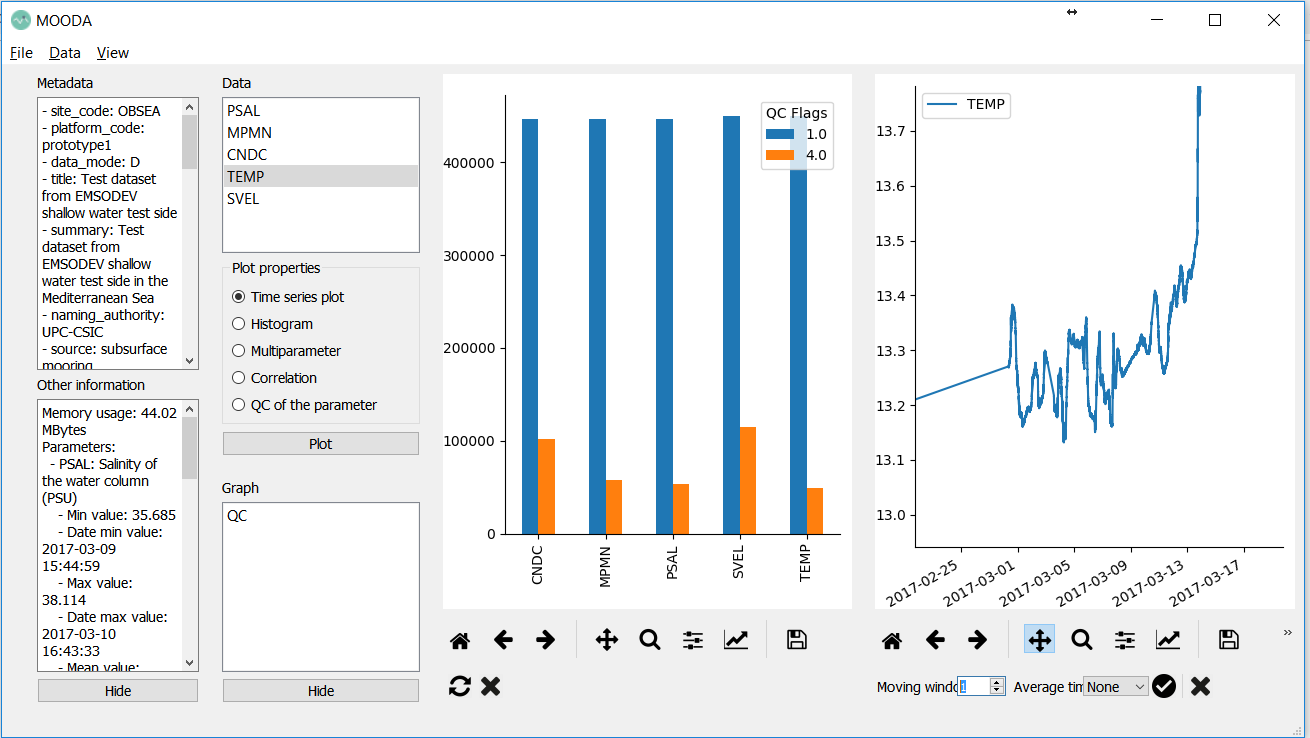 MOODA
File Data View
Metadata
- site_code: OBSEA
- platform_code:
prototype1
- data_mode: D
- title: Test dataset
from EMSODEV
shallow water test side
- summary: Test
dataset from
EMSODEV shallow
water test side in the
Mediterranean Sea
- naming_authority:
UPC-CSIC
- source: subsurface
mooring
Other information
Memory usage: 44.02
MBytes
Parameters:
- PSAL: Salinity of
the water column
(PSU)
- Min value: 35.685
- Date min value:
2017-03-09
15:44:59
- Max value:
38.114
- Date max value:
2017-03-10
16:43:33
- Mean value:
Hide
Data
PSAL
MPMN
CNDC
TEMP
SVEL
Plot properties
Time series plot
Histogram
Multiparameter
Correlation
QC of the parameter
Plot
Graph
QC
Hide
QC Flags
1.0
4.0
400000
300000
200000
100000
0
CNDC
MPMN
PSAL
SVEL
TEMP
TEMP
13.7
13.6
13.5
13.4
13.3
13.2
13.1
13.0
2017-02-25
2017-03-01
2017-03-05
2017-03-09
2017-03-13
2017-03-17
»
Moving windo 1 Average tim None